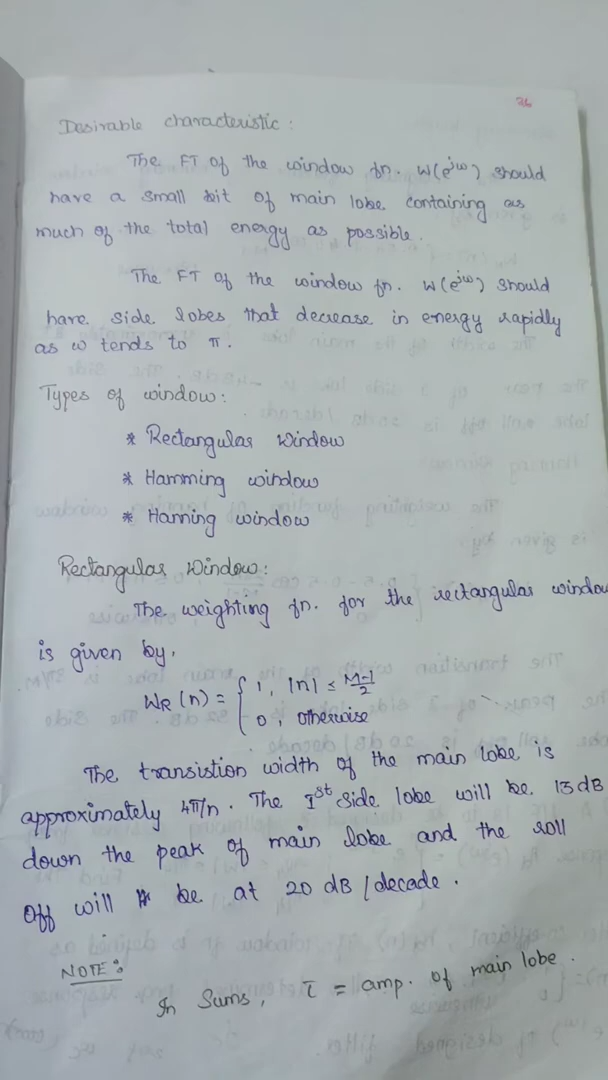 36
Desirable characteristic:
The FT of the window fn. W(e^jω) should
have a small bit of main lobe containing as
much of the total energy as possible.
The FT of the window fn. W(e^jω) should
have side lobes that decrease in energy rapidly
as ω tends to π.
Types of window:
* Rectangular window
* Hamming window
* Hanning window
Rectangular Window:
The weighting fn. for the rectangular window
is given by,
WR(n) = { 1, |n| ≤ M-1/2
0, otherwise
The transistion width of the main lobe is
approximately 4π/n. The Ist side lobe will be 13 dB
down the peak of main lobe and the roll
off will be at 20 dB/decade.
NOTE:
In Sums, τ = amp. of main lobe.